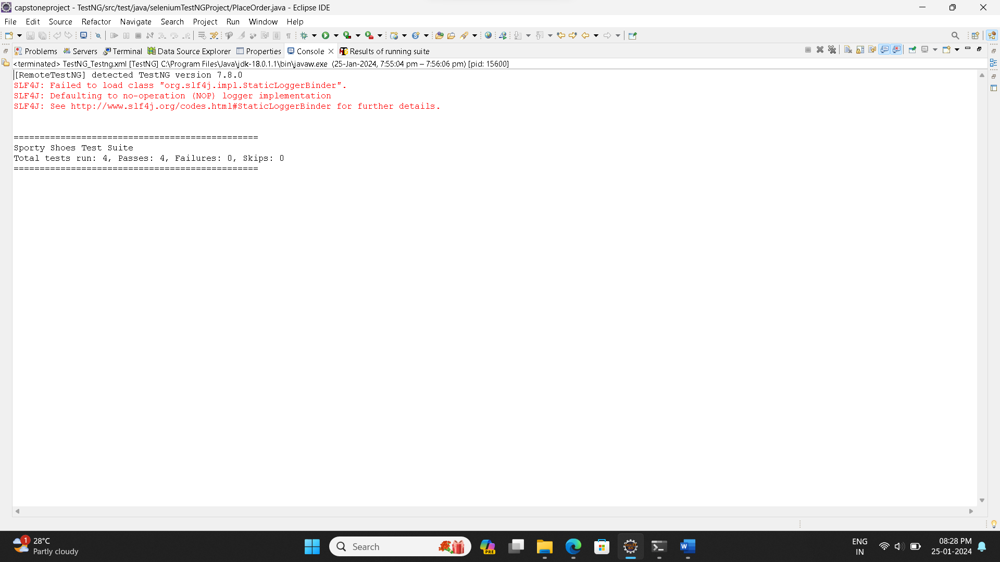 capstoneproject - TestNG/src/test/java/seleniumTestNGProject/PlaceOrder.java - Eclipse IDE
File Edit Source Refactor Navigate Search Project Run Window Help
Problems Servers Terminal Data Source Explorer Properties Console Results of running suite
<terminated> TestNG_Testng.xml [TestNG] C:\Program Files\Java\jdk-18.0.1.1\bin\javaw.exe (25-Jan-2024, 7:55:04 pm – 7:56:06 pm) [pid: 15600]
[RemoteTestNG] detected TestNG version 7.8.0
SLF4J: Failed to load class "org.slf4j.impl.StaticLoggerBinder".
SLF4J: Defaulting to no-operation (NOP) logger implementation
SLF4J: See http://www.slf4j.org/codes.html#StaticLoggerBinder for further details.
===============================================
Sporty Shoes Test Suite
Total tests run: 4, Passes: 4, Failures: 0, Skips: 0
===============================================
1
28°C
Partly cloudy
Search
PRE
ENG
IN
08:28 PM
25-01-2024